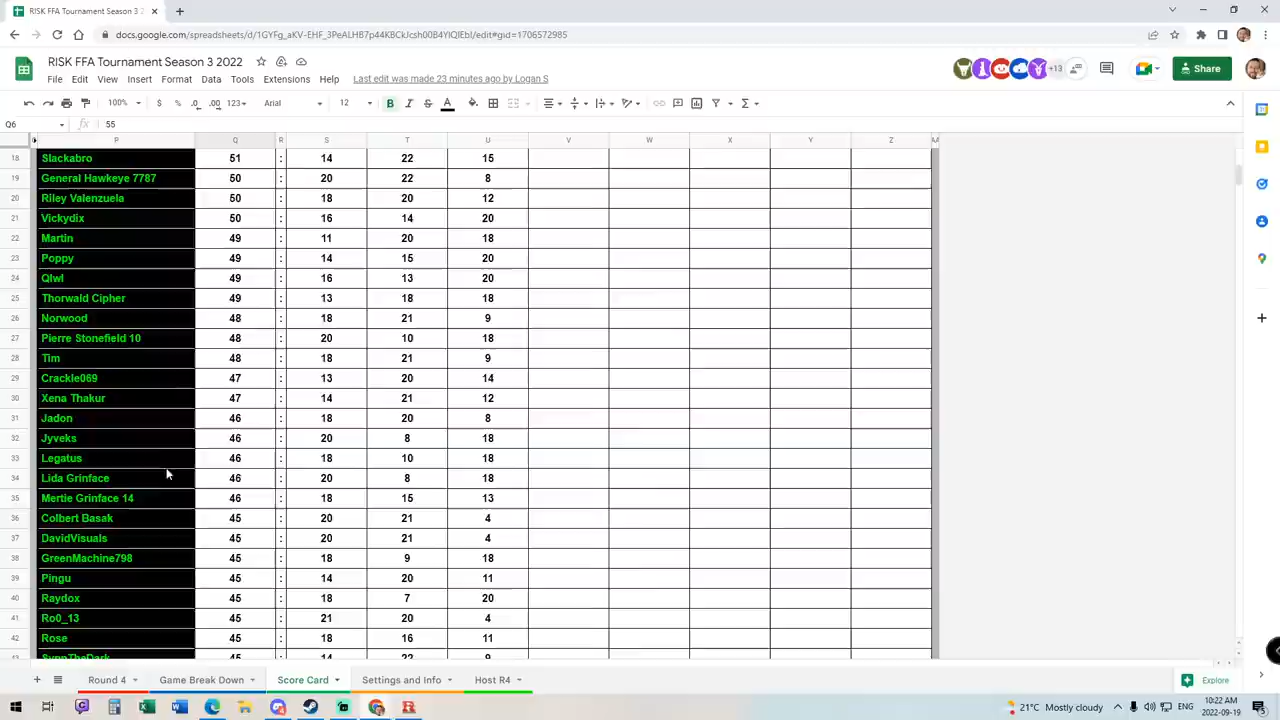 RISK FFA Tournament Season 3 2
docs.google.com/spreadsheets/d/1GYFg_aKV-EHF_3PeALHB7p44KBCkJcsh00B4YIQIEbI/edit#gid=1706572985
RISK FFA Tournament Season 3 2022
File Edit View Insert Format Data Tools Extensions Help Last edit was made 23 minutes ago by Logan S
+13 Share
100% $ % .0 .00 123 Arial 12 B I S A
Q6 fx 55
P Q R S T U V W X Y Z
18 Slackabro 51 : 14 22 15
19 General Hawkeye 7787 50 : 20 22 8
20 Riley Valenzuela 50 : 18 20 12
21 Vickydix 50 : 16 14 20
22 Martin 49 : 11 20 18
23 Poppy 49 : 14 15 20
24 Qlwl 49 : 16 13 20
25 Thorwald Cipher 49 : 13 18 18
26 Norwood 48 : 18 21 9
27 Pierre Stonefield 10 48 : 20 10 18
28 Tim 48 : 18 21 9
29 Crackle069 47 : 13 20 14
30 Xena Thakur 47 : 14 21 12
31 Jadon 46 : 18 20 8
32 Jyveks 46 : 20 8 18
33 Legatus 46 : 18 10 18
34 Lida Grinface 46 : 20 8 18
35 Mertie Grinface 14 46 : 18 15 13
36 Colbert Basak 45 : 20 21 4
37 DavidVisuals 45 : 20 21 4
38 GreenMachine798 45 : 18 9 18
39 Pingu 45 : 14 20 11
40 Raydox 45 : 18 7 20
41 Ro0_13 45 : 21 20 4
42 Rose 45 : 18 16 11
43 SynnTheDark 45 : 14 22 9
Round 4 Game Break Down Score Card Settings and Info Host R4 Explore
21°C Mostly cloudy ENG 10:22 AM
2022-09-19